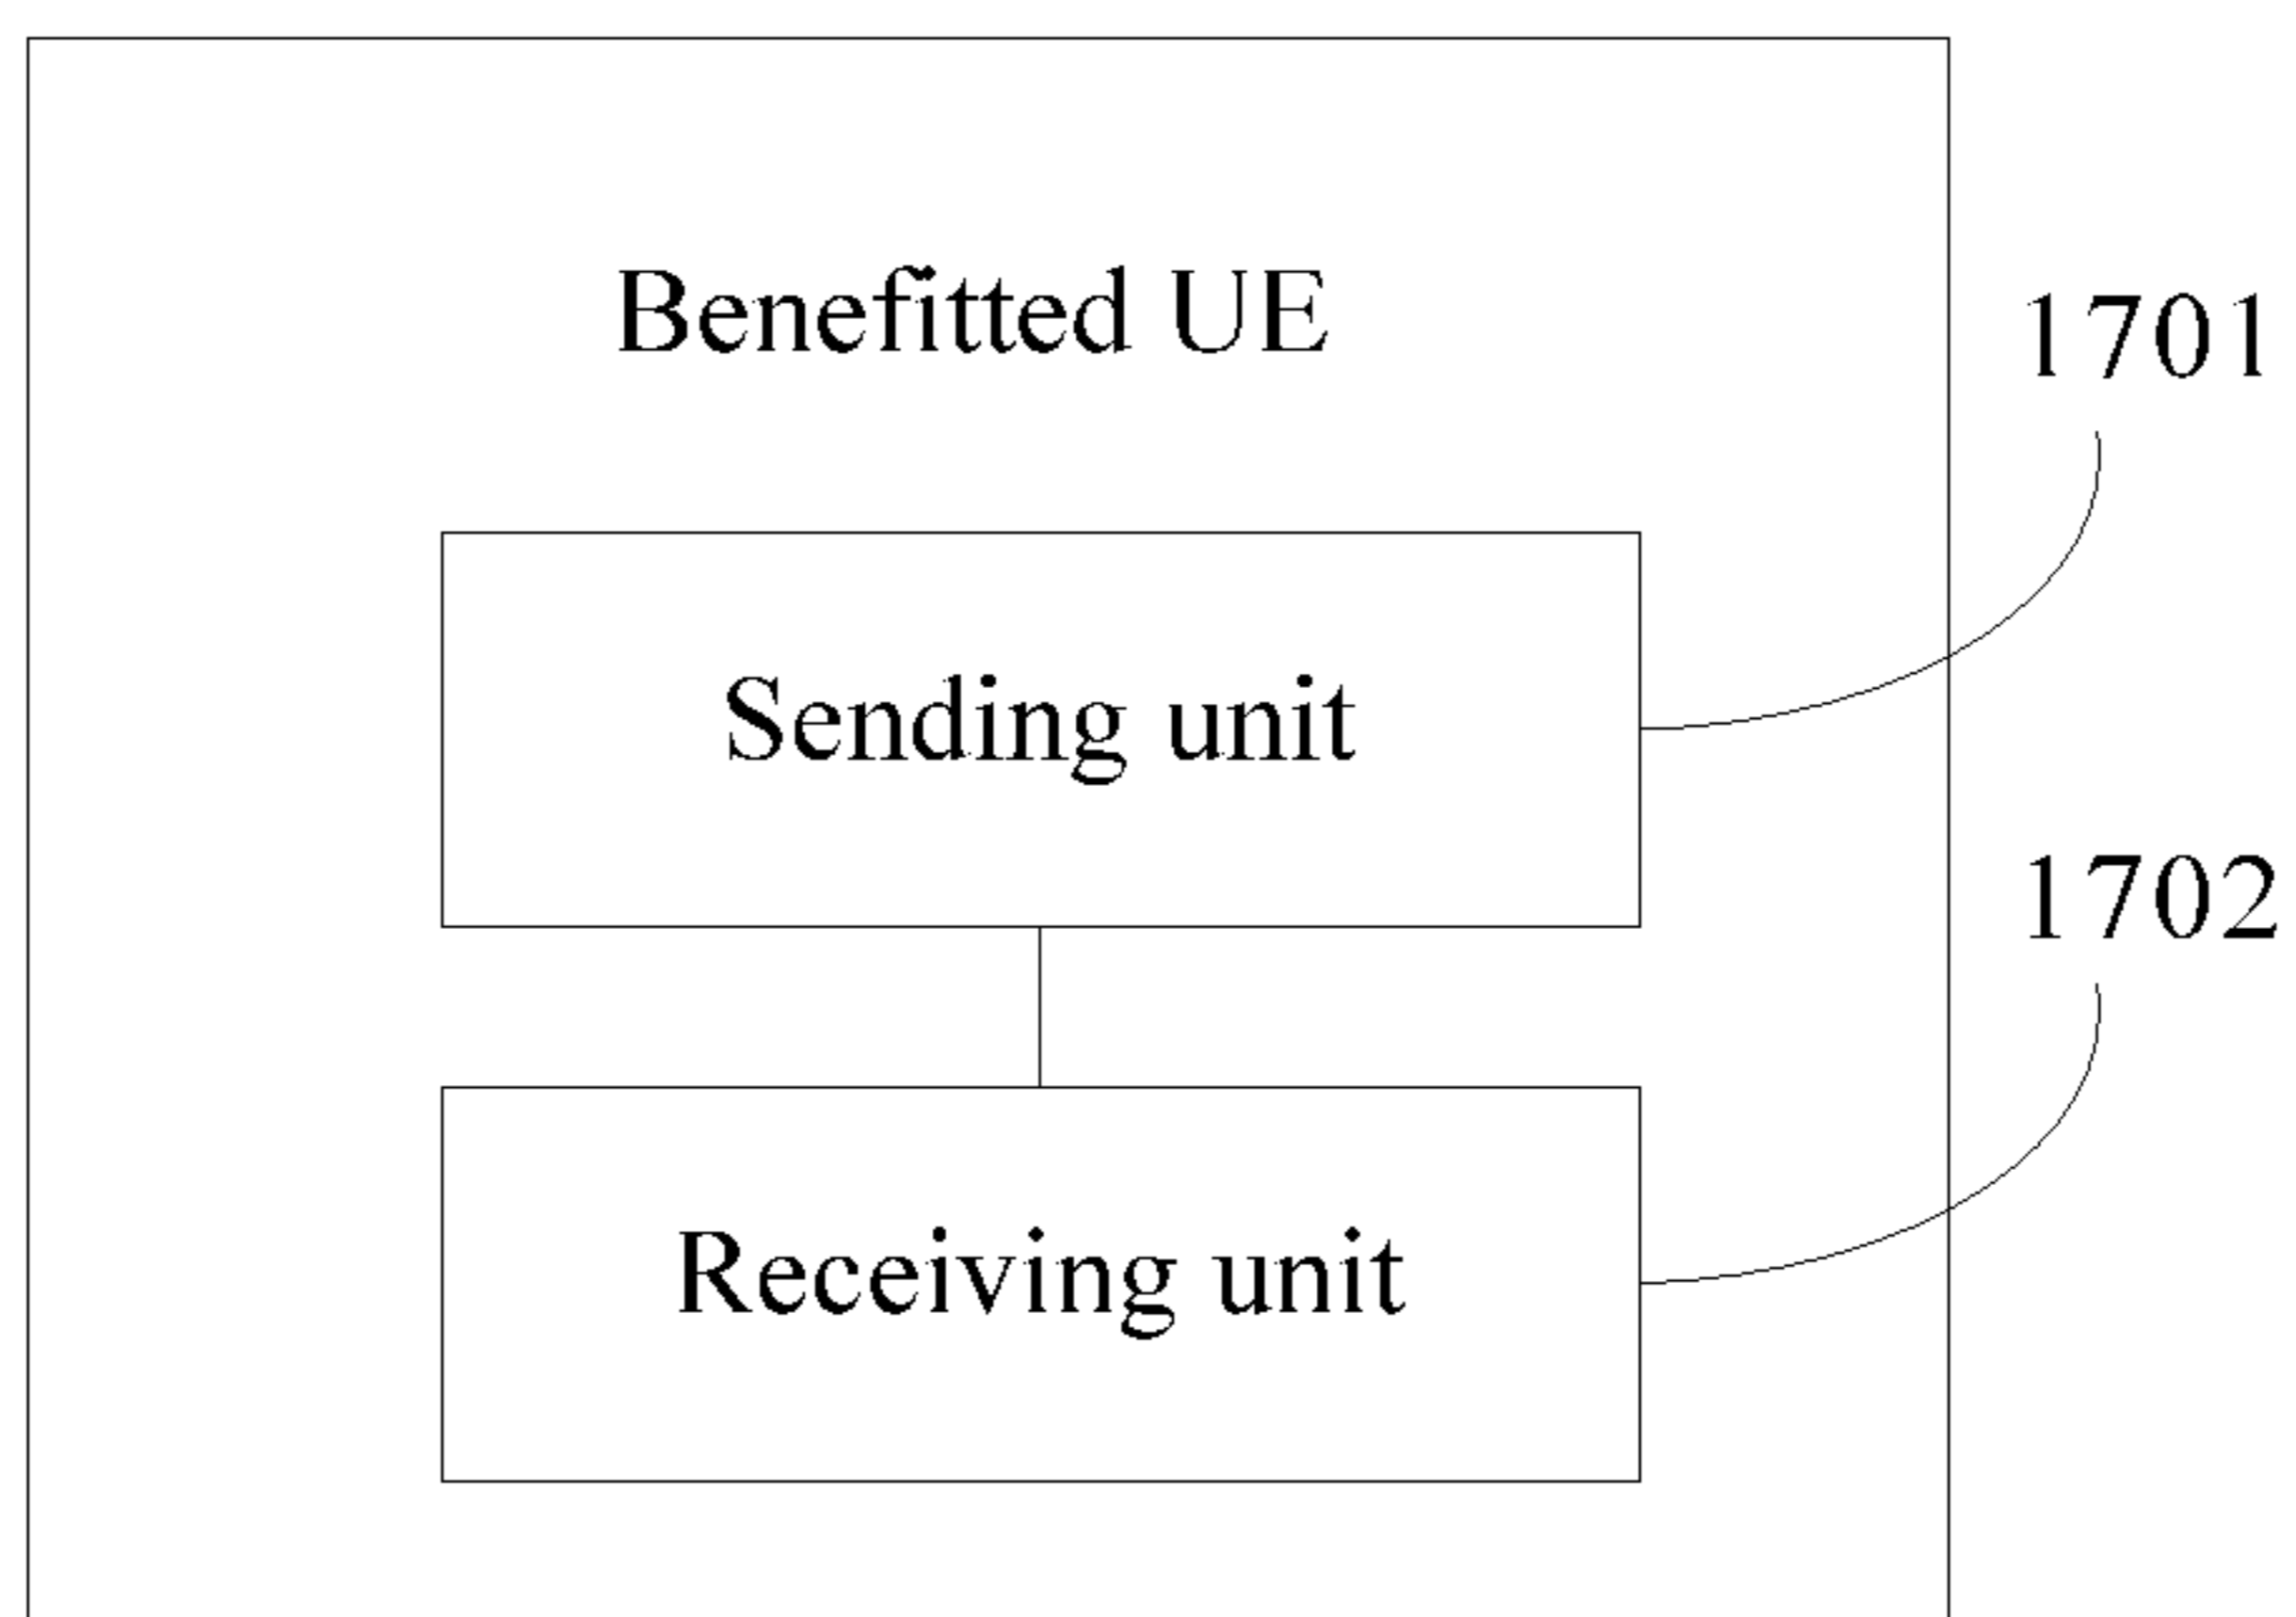 Benefitted UE
1701
Sending unit
1702
Receiving unit